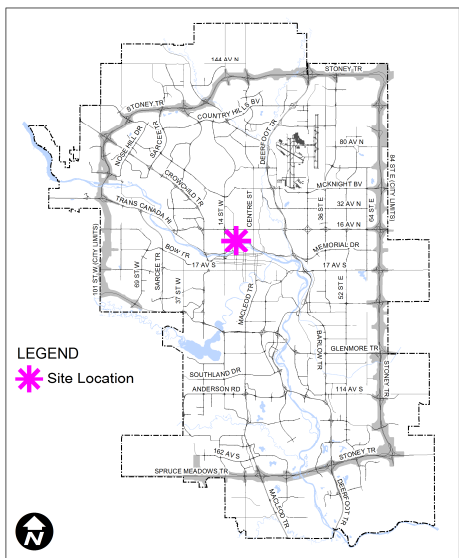 144 AV N
STONEY TR
STONEY TR
COUNTRY HILLS BV
NOSE HILL DR
SARCEE TR
DEERFOOT TR
80 AV N
CROWCHILD TR
14 ST W
CENTRE ST
MCKNIGHT BV
36 ST E
32 AV N
16 AV N
64 ST E
84 ST E (CITY LIMITS)
TRANS CANADA HI
BOW TR
17 AV S
MEMORIAL DR
17 AV S
101 ST W (CITY LIMITS)
69 ST W
SARCEE TR
37 ST W
MACLEOD TR
52 ST E
BARLOW TR
GLENMORE TR
STONEY TR
LEGEND
Site Location
SOUTHLAND DR
ANDERSON RD
114 AV S
162 AV S
STONEY TR
SPRUCE MEADOWS TR
MACLEOD TR
DEERFOOT TR
N